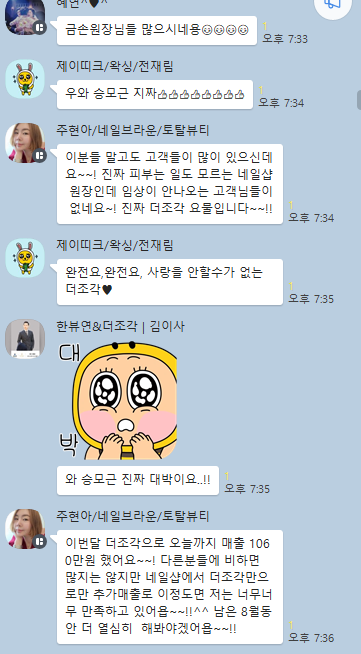 혜연^♥^
금손원장님들 많으시네용☺☺☺☺
오후 7:33
제이띠크/왁싱/전재림
우와 승모근 지짜👍👍👍👍👍👍👍👍
오후 7:34
주현아/네일브라운/토탈뷰티
이분들 말고도 고객들이 많이 있으신데
요~~! 진짜 피부는 일도 모르는 네일샵
원장인데 임상이 안나오는 고객님들이
없네요~! 진짜 더조각 요물입니다~~!!
오후 7:34
제이띠크/왁싱/전재림
완전요,완전요, 사랑을 안할수가 없는
더조각♥
오후 7:35
한뷰연&더조각 | 김이사
대
박
와 승모근 진짜 대박이요..!!
오후 7:35
주현아/네일브라운/토탈뷰티
이번달 더조각으로 오늘까지 매출 106
0만원 했어요~~! 다른분들에 비하면
많지는 않지만 네일샵에서 더조각만으
로만 추가매출로 이정도면 저는 너무너
무 만족하고 있어욤~~!!^^ 남은 8월동
안 더 열심히 해봐야겠어욤~~!!
오후 7:36